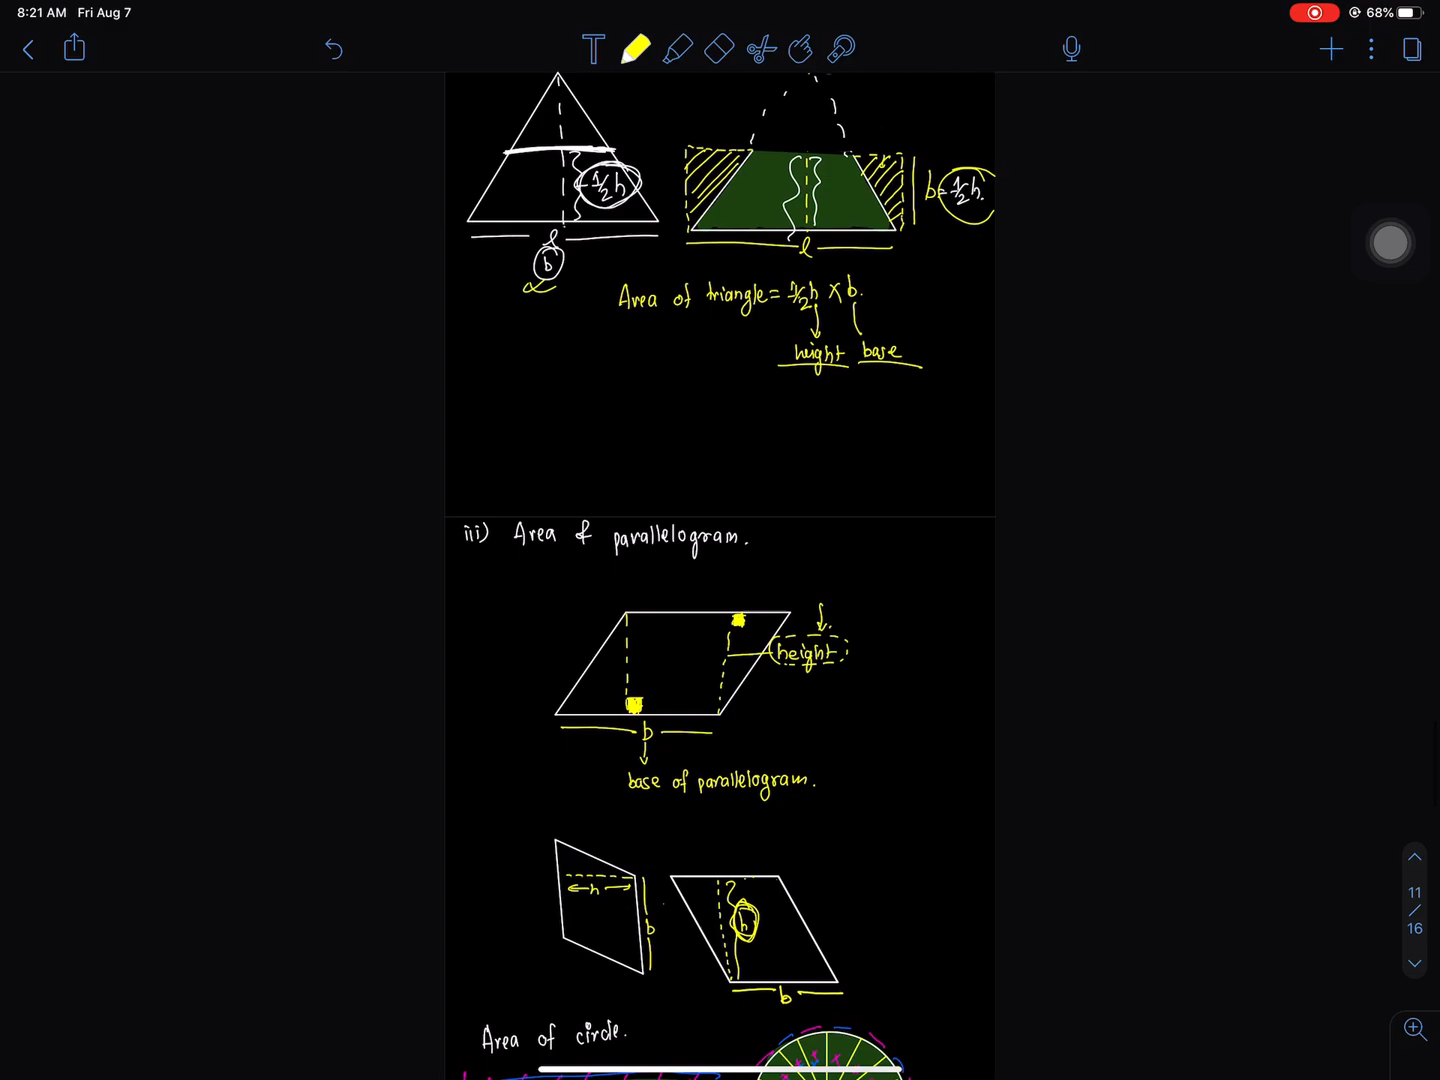 8:21 AM Fri Aug 7
68%
½h
l
b
b=½h.
l
Area of triangle = ½h × b.
height base
iii) Area of parallelogram.
height
b
base of parallelogram.
h
b
h
b
11
/
16
Area of circle.